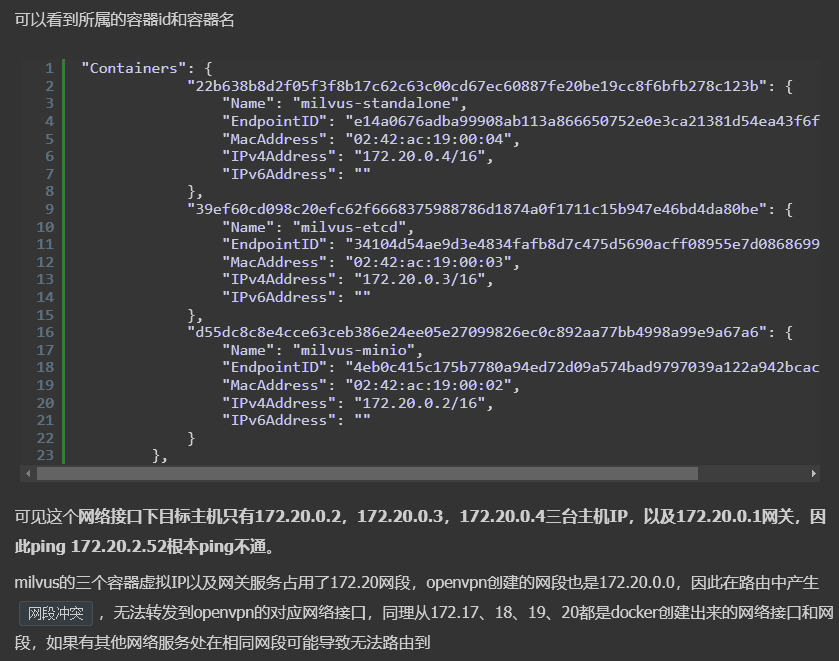 可以看到所属的容器id和容器名
1 "Containers": {
2 "22b638b8d2f05f3f8b17c62c63c00cd67ec60887fe20be19cc8f6bfb278c123b": {
3 "Name": "milvus-standalone",
4 "EndpointID": "e14a0676adba99908ab113a866650752e0e3ca21381d54ea43f6f
5 "MacAddress": "02:42:ac:19:00:04",
6 "IPv4Address": "172.20.0.4/16",
7 "IPv6Address": ""
8 },
9 "39ef60cd098c20efc62f6668375988786d1874a0f1711c15b947e46bd4da80be": {
10 "Name": "milvus-etcd",
11 "EndpointID": "34104d54ae9d3e4834fafb8d7c475d5690acff08955e7d0868699
12 "MacAddress": "02:42:ac:19:00:03",
13 "IPv4Address": "172.20.0.3/16",
14 "IPv6Address": ""
15 },
16 "d55dc8c8e4cce63ceb386e24ee05e27099826ec0c892aa77bb4998a99e9a67a6": {
17 "Name": "milvus-minio",
18 "EndpointID": "4eb0c415c175b7780a94ed72d09a574bad9797039a122a942bcac
19 "MacAddress": "02:42:ac:19:00:02",
20 "IPv4Address": "172.20.0.2/16",
21 "IPv6Address": ""
22 }
23 },
可见这个网络接口下目标主机只有172.20.0.2，172.20.0.3，172.20.0.4三台主机IP，以及172.20.0.1网关，因
此ping 172.20.2.52根本ping不通。
milvus的三个容器虚拟IP以及网关服务占用了172.20网段，openvpn创建的网段也是172.20.0.0，因此在路由中产生
网段冲突 ，无法转发到openvpn的对应网络接口，同理从172.17、18、19、20都是docker创建出来的网络接口和网
段，如果有其他网络服务处在相同网段可能导致无法路由到